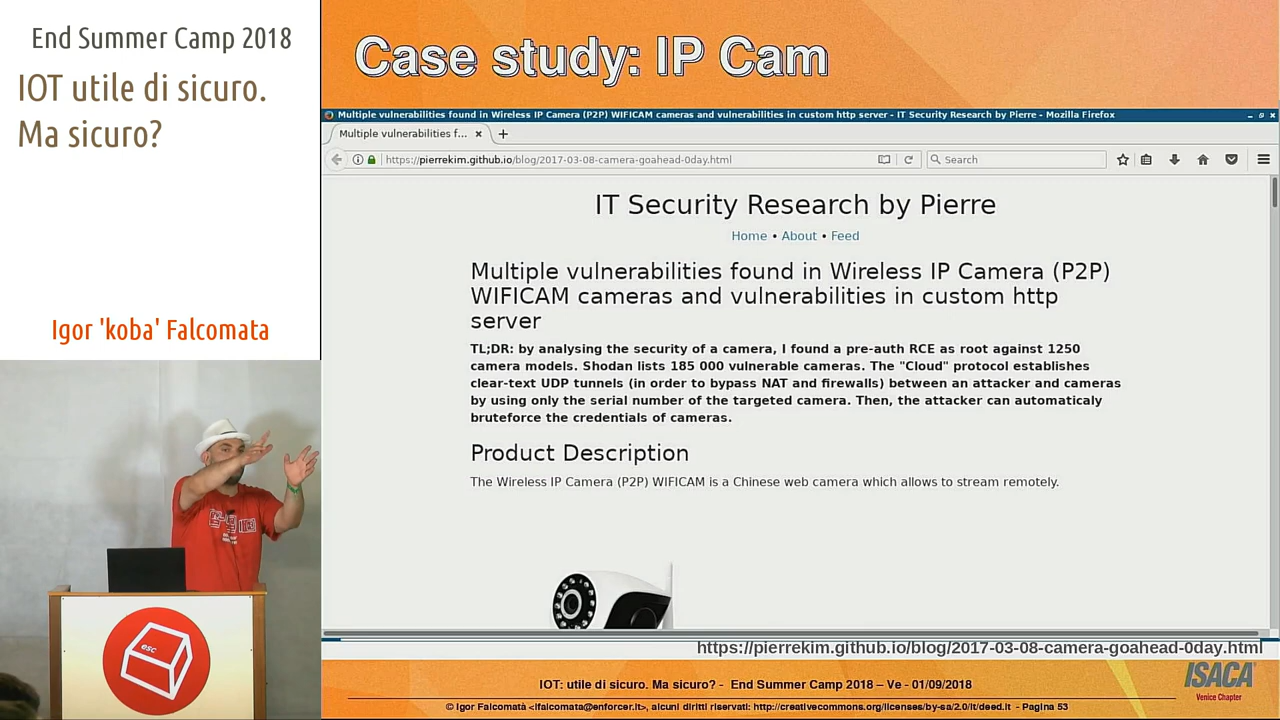 End Summer Camp 2018
IOT utile di sicuro.
Ma sicuro?
Igor 'koba' Falcomata
esc
Case study: IP Cam
Multiple vulnerabilities found in Wireless IP Camera (P2P) WIFICAM cameras and vulnerabilities in custom http server - IT Security Research by Pierre - Mozilla Firefox
Multiple vulnerabilities f...
https://pierrekim.github.io/blog/2017-03-08-camera-goahead-0day.html
Search
IT Security Research by Pierre
Home • About • Feed
Multiple vulnerabilities found in Wireless IP Camera (P2P)
WIFICAM cameras and vulnerabilities in custom http
server
TL;DR: by analysing the security of a camera, I found a pre-auth RCE as root against 1250
camera models. Shodan lists 185 000 vulnerable cameras. The "Cloud" protocol establishes
clear-text UDP tunnels (in order to bypass NAT and firewalls) between an attacker and cameras
by using only the serial number of the targeted camera. Then, the attacker can automaticaly
bruteforce the credentials of cameras.
Product Description
The Wireless IP Camera (P2P) WIFICAM is a Chinese web camera which allows to stream remotely.
https://pierrekim.github.io/blog/2017-03-08-camera-goahead-0day.html
IOT: utile di sicuro. Ma sicuro? - End Summer Camp 2018 – Ve - 01/09/2018
© Igor Falcomatà <ifalcomata@enforcer.it>, alcuni diritti riservati: http://creativecommons.org/licenses/by-sa/2.0/it/deed.it - Pagina 53
ISACA
Venice Chapter